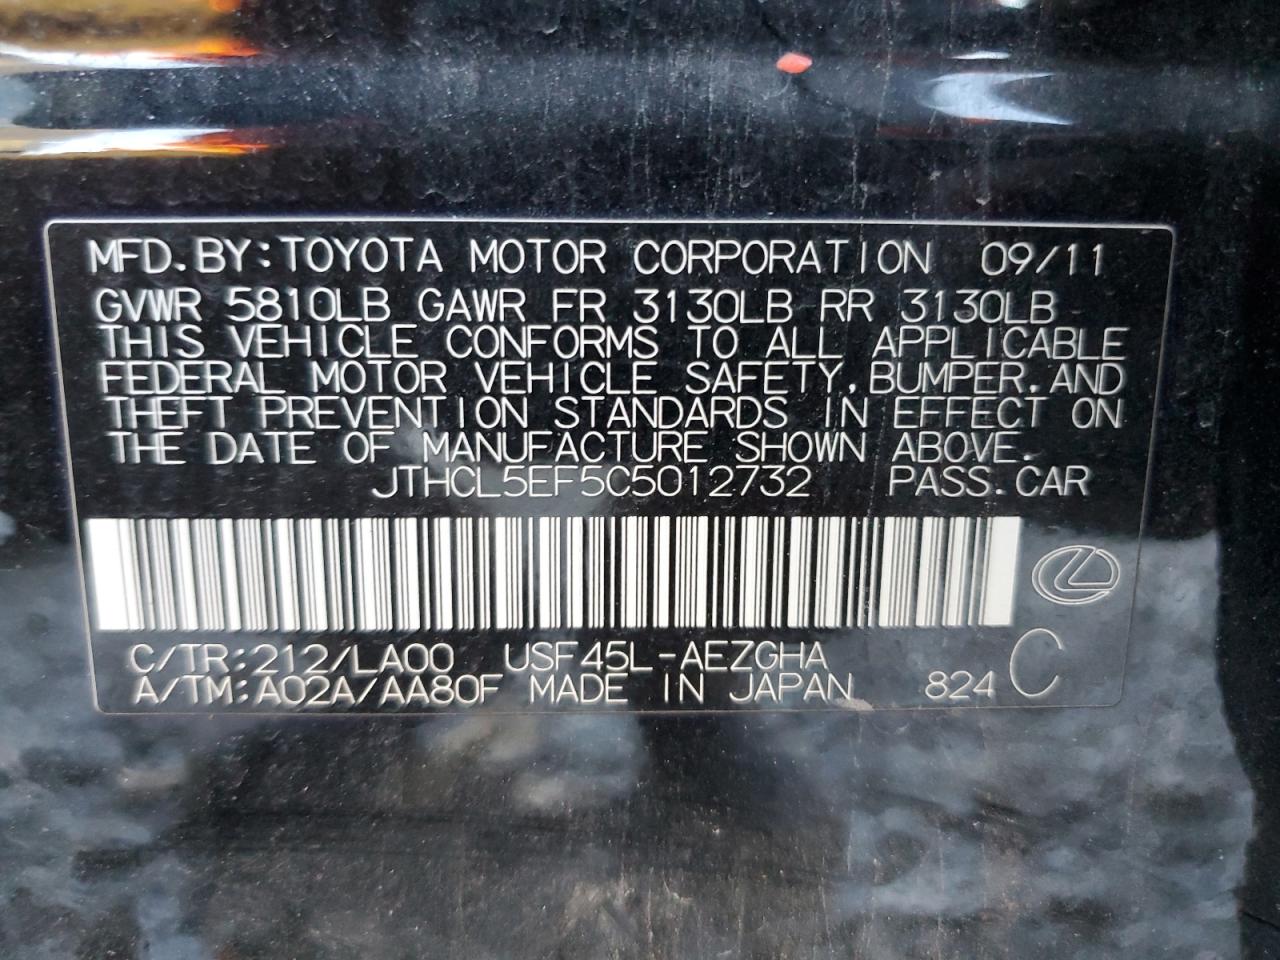 MFD.BY:TOYOTA MOTOR CORPORATION 09/11
GVWR 5810LB GAWR FR 3130LB RR 3130LB
THIS VEHICLE CONFORMS TO ALL APPLICABLE
FEDERAL MOTOR VEHICLE SAFETY,BUMPER,AND
THEFT PREVENTION STANDARDS IN EFFECT ON
THE DATE OF MANUFACTURE SHOWN ABOVE.
JTHCL5EF5C5012732 PASS.CAR
C/TR:212/LA00 USF45L-AEZGHA
A/TM:A02A/AA80F MADE IN JAPAN 824 C